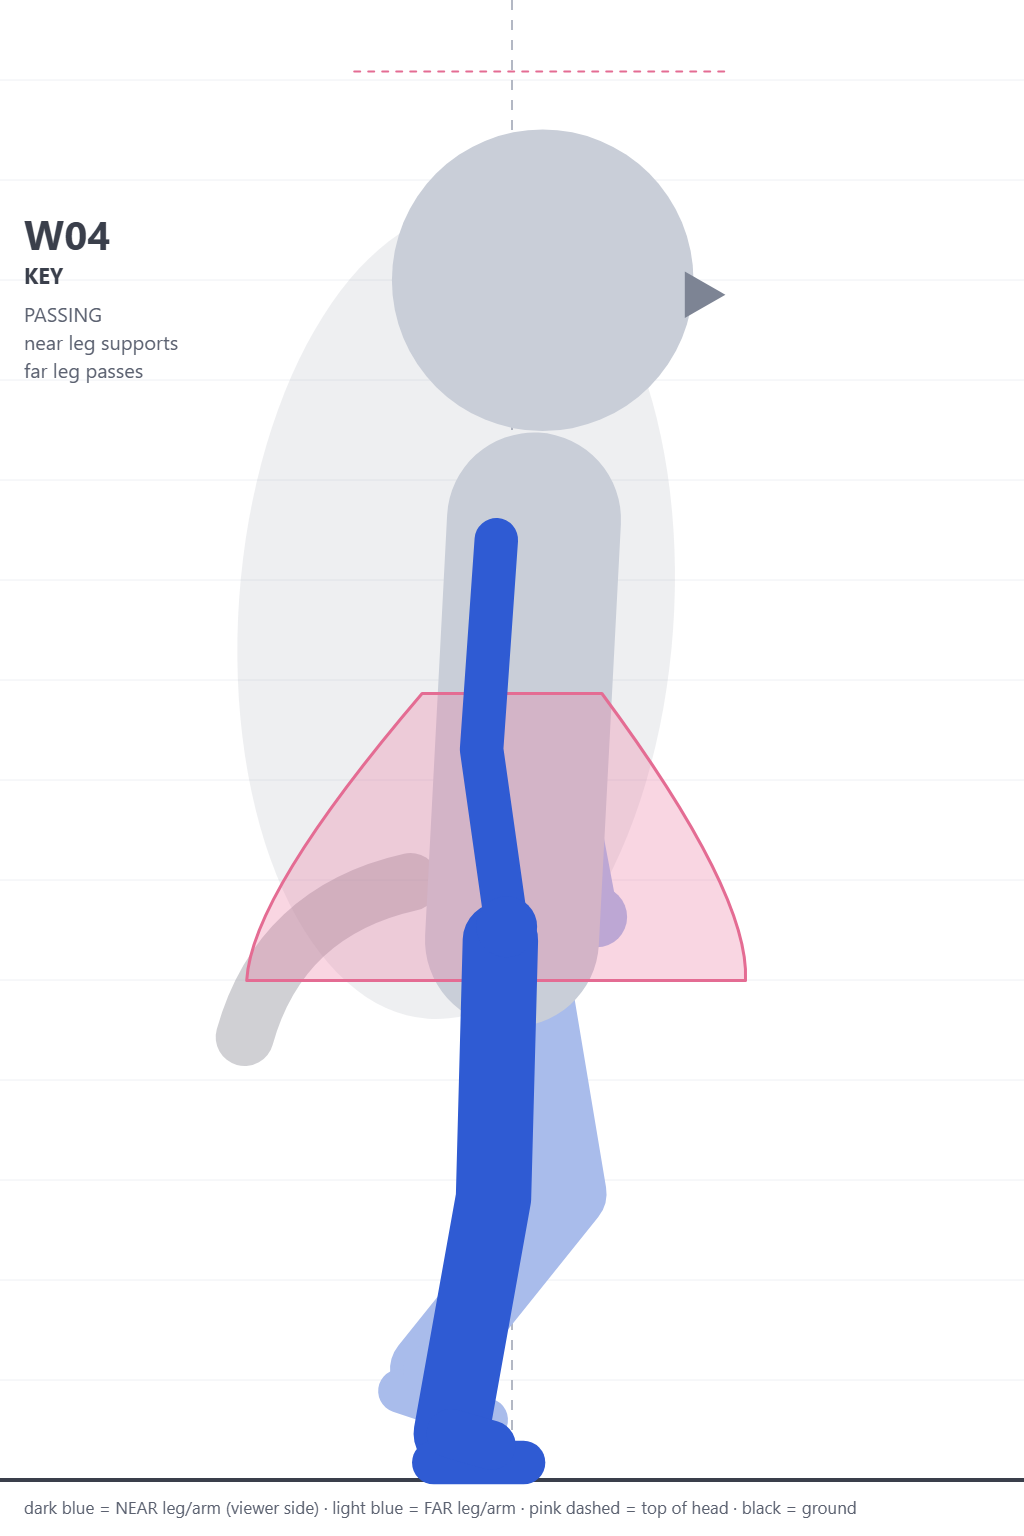 W04
KEY
PASSING
near leg supports
far leg passes
dark blue = NEAR leg/arm (viewer side) · light blue = FAR leg/arm · pink dashed = top of head · black = ground